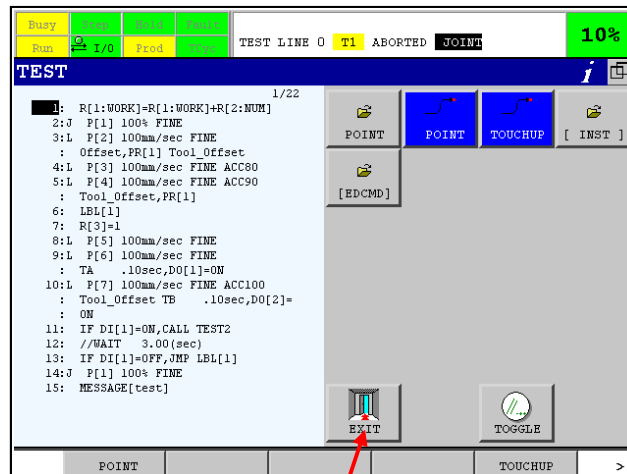 Busy Step Hold Fault
Run I/O Prod TCyc
TEST LINE 0 T1 ABORTED JOINT
10%
TEST
1/22
1: R[1:WORK]=R[1:WORK]+R[2:NUM]
2:J P[1] 100% FINE
3:L P[2] 100mm/sec FINE
: Offset,PR[1] Tool_Offset
4:L P[3] 100mm/sec FINE ACC80
5:L P[4] 100mm/sec FINE ACC90
: Tool_Offset,PR[1]
6: LBL[1]
7: R[3]=1
8:L P[5] 100mm/sec FINE
9:L P[6] 100mm/sec FINE
: TA .10sec,DO[1]=ON
10:L P[7] 100mm/sec FINE ACC100
: Tool_Offset TB .10sec,DO[2]=
: ON
11: IF DI[1]=ON,CALL TEST2
12: //WAIT 3.00(sec)
13: IF DI[1]=OFF,JMP LBL[1]
14:J P[1] 100% FINE
15: MESSAGE[test]
POINT POINT TOUCHUP [ INST ]
[EDCMD]
EXIT TOGGLE
POINT TOUCHUP >